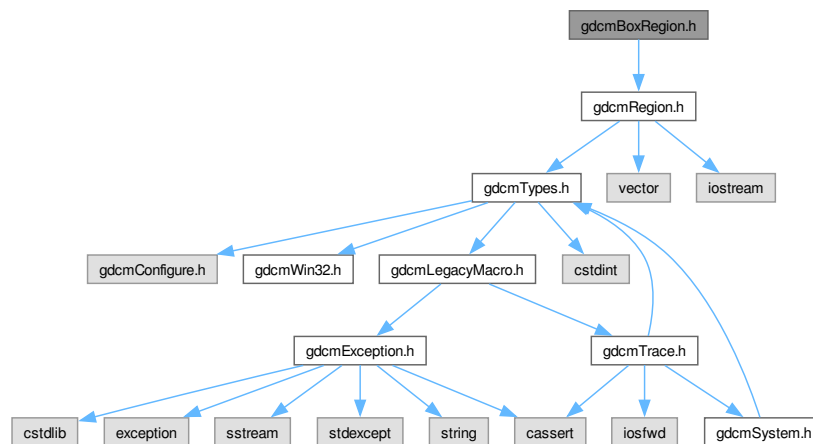 gdcmBoxRegion.h
gdcmRegion.h
gdcmTypes.h
vector
iostream
gdcmConfigure.h
gdcmWin32.h
gdcmLegacyMacro.h
cstdint
gdcmException.h
gdcmTrace.h
cstdlib
exception
sstream
stdexcept
string
cassert
iosfwd
gdcmSystem.h